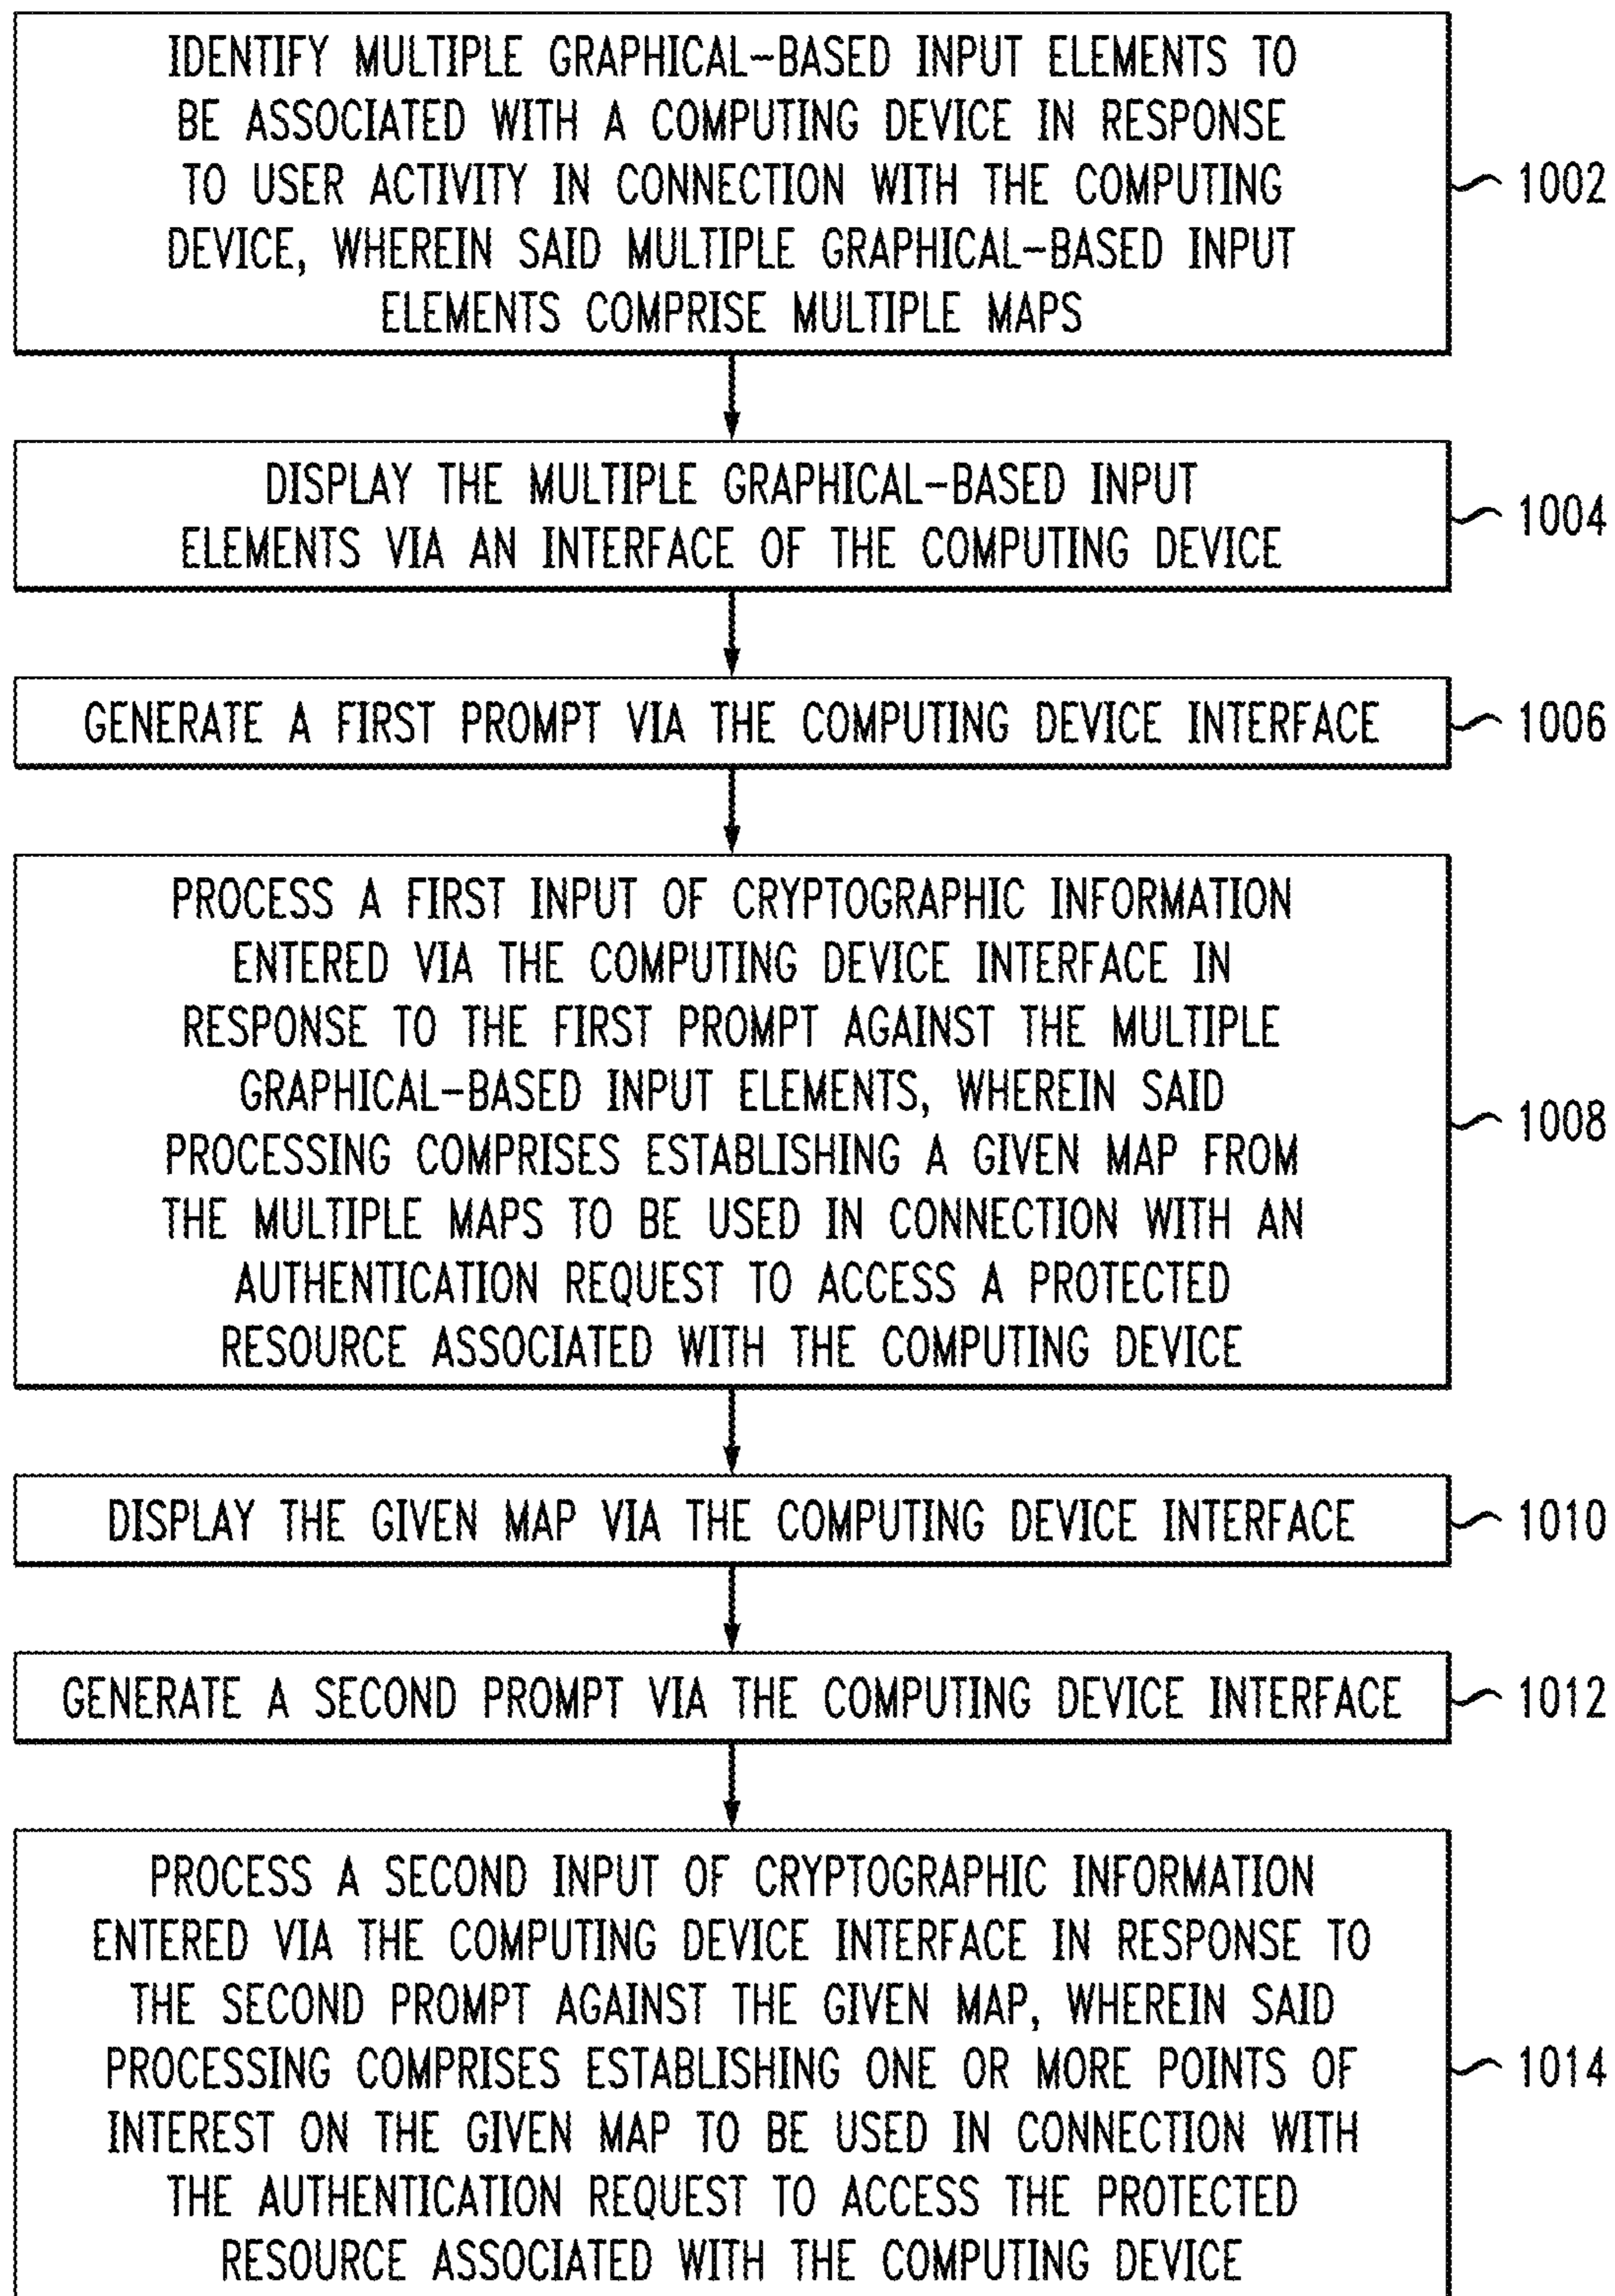 IDENTIFY MULTIPLE GRAPHICAL-BASED INPUT ELEMENTS TO
BE ASSOCIATED WITH A COMPUTING DEVICE IN RESPONSE
TO USER ACTIVITY IN CONNECTION WITH THE COMPUTING
DEVICE, WHEREIN SAID MULTIPLE GRAPHICAL-BASED INPUT
ELEMENTS COMPRISE MULTIPLE MAPS
1002
DISPLAY THE MULTIPLE GRAPHICAL-BASED INPUT
ELEMENTS VIA AN INTERFACE OF THE COMPUTING DEVICE
1004
GENERATE A FIRST PROMPT VIA THE COMPUTING DEVICE INTERFACE
1006
PROCESS A FIRST INPUT OF CRYPTOGRAPHIC INFORMATION
ENTERED VIA THE COMPUTING DEVICE INTERFACE IN
RESPONSE TO THE FIRST PROMPT AGAINST THE MULTIPLE
GRAPHICAL-BASED INPUT ELEMENTS, WHEREIN SAID
PROCESSING COMPRISES ESTABLISHING A GIVEN MAP FROM
THE MULTIPLE MAPS TO BE USED IN CONNECTION WITH AN
AUTHENTICATION REQUEST TO ACCESS A PROTECTED
RESOURCE ASSOCIATED WITH THE COMPUTING DEVICE
1008
DISPLAY THE GIVEN MAP VIA THE COMPUTING DEVICE INTERFACE
1010
GENERATE A SECOND PROMPT VIA THE COMPUTING DEVICE INTERFACE
1012
PROCESS A SECOND INPUT OF CRYPTOGRAPHIC INFORMATION
ENTERED VIA THE COMPUTING DEVICE INTERFACE IN RESPONSE TO
THE SECOND PROMPT AGAINST THE GIVEN MAP, WHEREIN SAID
PROCESSING COMPRISES ESTABLISHING ONE OR MORE POINTS OF
INTEREST ON THE GIVEN MAP TO BE USED IN CONNECTION WITH
THE AUTHENTICATION REQUEST TO ACCESS THE PROTECTED
RESOURCE ASSOCIATED WITH THE COMPUTING DEVICE
1014